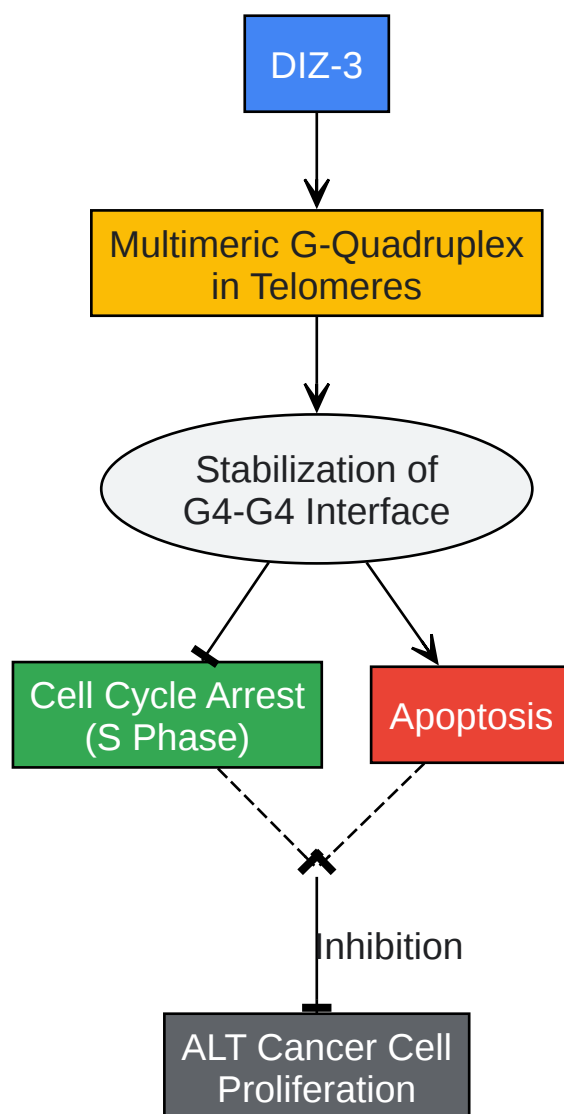 DIZ-3
Multimeric G-Quadruplex
in Telomeres
Stabilization of
G4-G4 Interface
Cell Cycle Arrest
(S Phase)
Apoptosis
Inhibition
ALT Cancer Cell
Proliferation